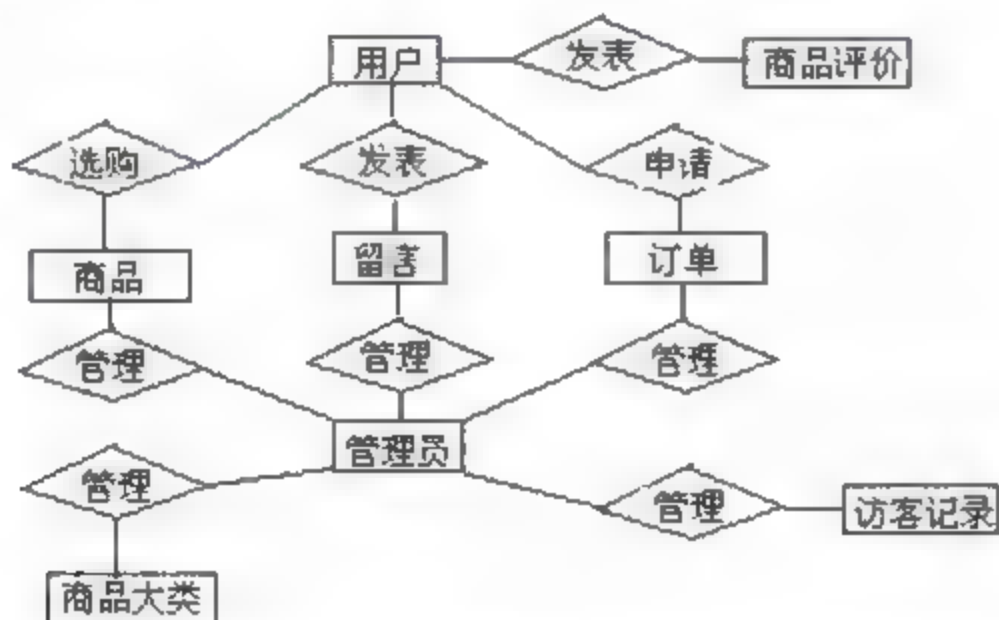 用户
发表
商品评价
选购
发表
申请
商品
留言
订单
管理
管理
管理
管理员
管理
管理
访客记录
商品大类